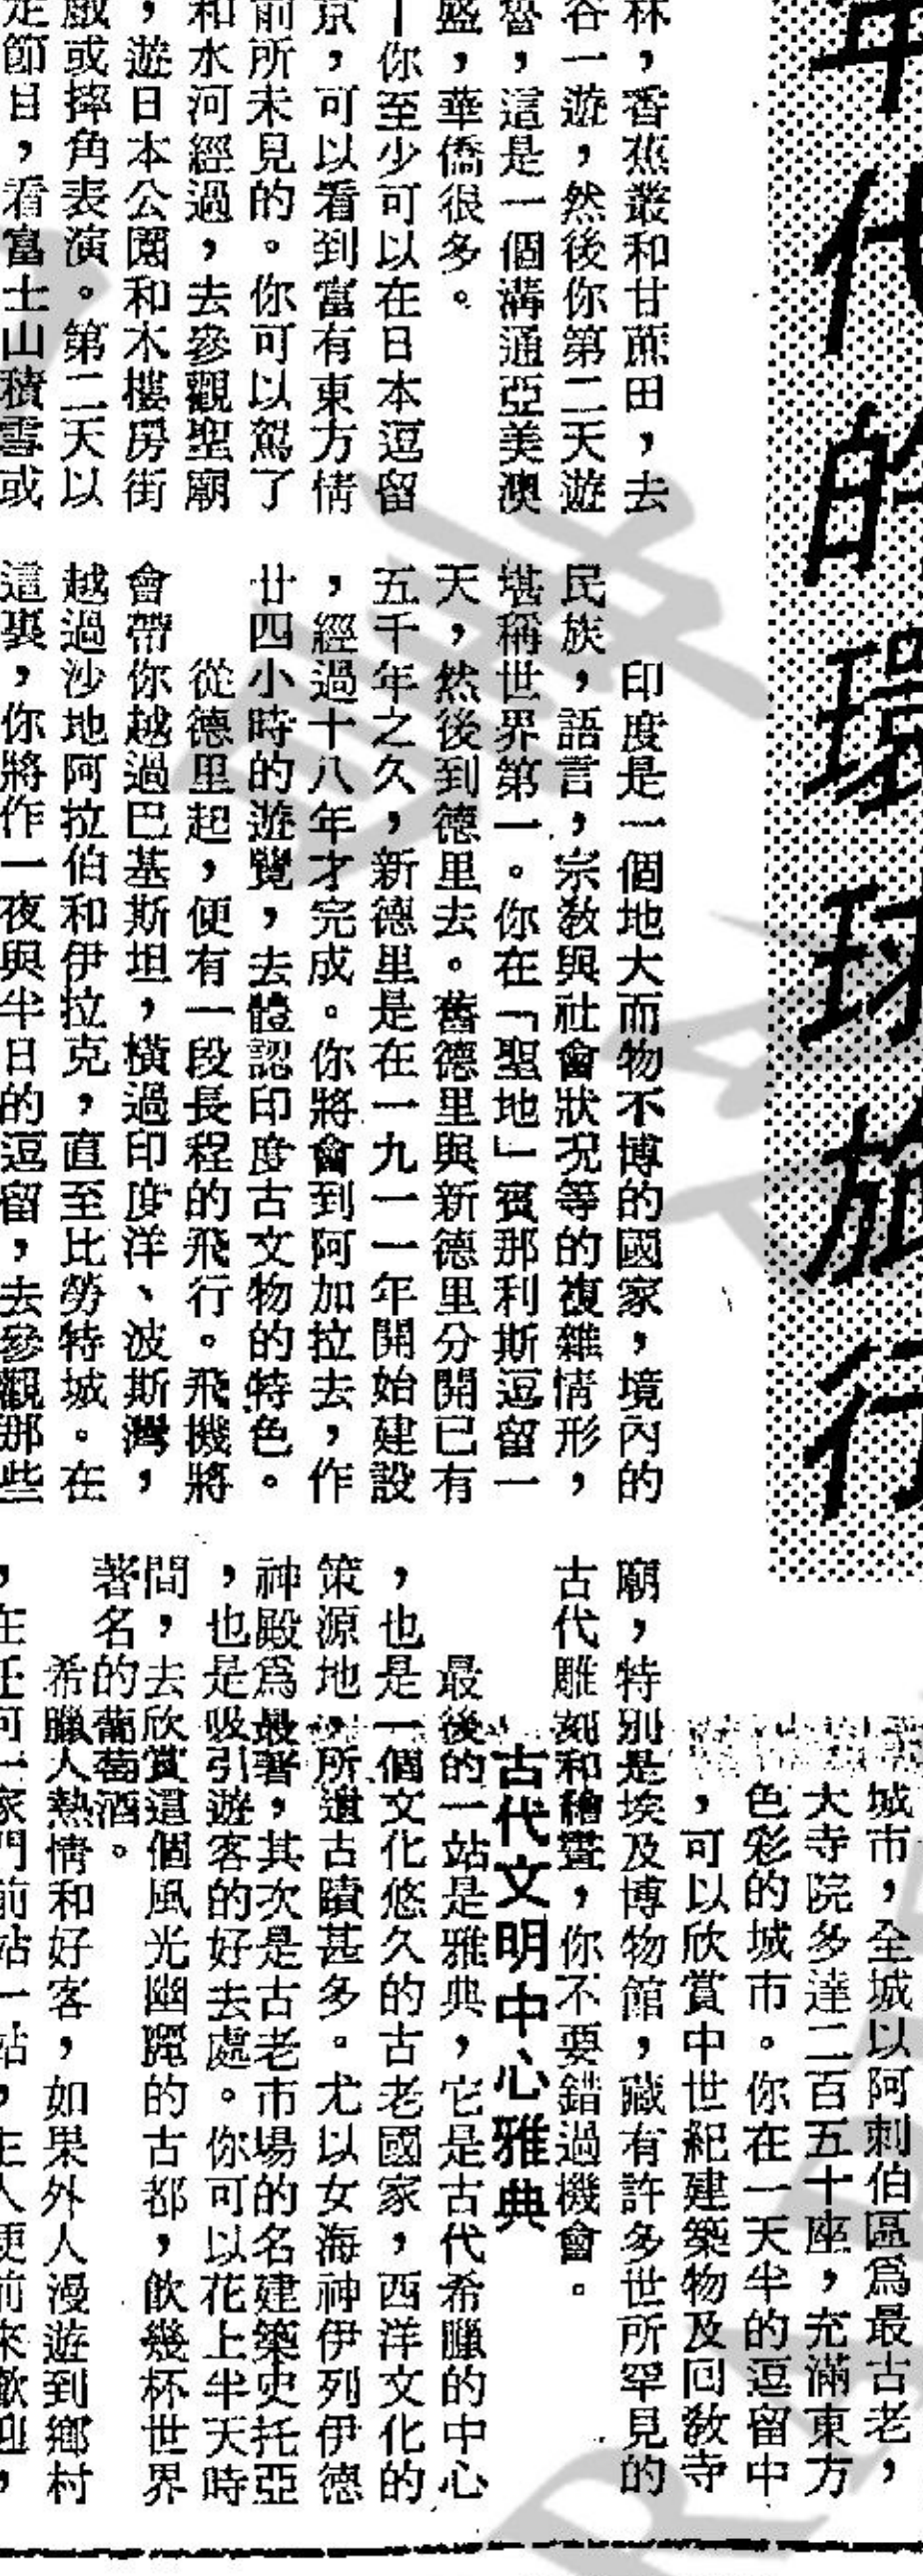 年代的環球旅行
林，香蕉叢和甘蔗田，去
谷一遊，然後你第二天遊
魯，這是一個溝通亞美澳
盛，華僑很多。
—你至少可以在日本逗留
京，可以看到富有東方情
前所未見的。你可以駕了
和水河經過，去參觀聖廟
，遊日本公園和木樓房街
戲或摔角表演。第二天以
定節目，看富士山積雪或
印度是一個地大而物不博的國家，境內的
民族，語言，宗敎與社會狀況等的複雜情形，
堪稱世界第一。你在「聖地」賓那利斯逗留一
天，然後到德里去。舊德里與新德里分開已有
五千年之久，新德里是在一九一一年開始建設
，經過十八年才完成。你將會到阿加拉去，作
廿四小時的遊覽，去體認印度古文物的特色。
從德里起，便有一段長程的飛行。飛機將
會帶你越過巴基斯坦，橫過印度洋、波斯灣，
越過沙地阿拉伯和伊拉克，直至比勞特城。在
這裏，你將作一夜與半日的逗留，去參觀那些
城市，全城以阿剌伯區爲最古老，
大寺院多達二百五十座，充滿東方
色彩的城市。你在一天半的逗留中
，可以欣賞中世紀建築物及回敎寺
廟，特別是埃及博物館，藏有許多世所罕見的
古代雕刻和繪畫，你不要錯過機會。
古代文明中心雅典
最後的一站是雅典，它是古代希臘的中心
，也是一個文化悠久的古老國家，西洋文化的
策源地，所遺古蹟甚多。尤以女海神伊列伊德
神殿爲最著，其次是古老市場的名建築史托亞
，也是吸引遊客的好去處。你可以花上半天時
間，去欣賞這個風光幽麗的古都，飲幾杯世界
著名的葡萄酒。
希臘人熱情和好客，如果外人漫遊到鄉村
，在任何一家門前站一站，主人便前來歡迎，